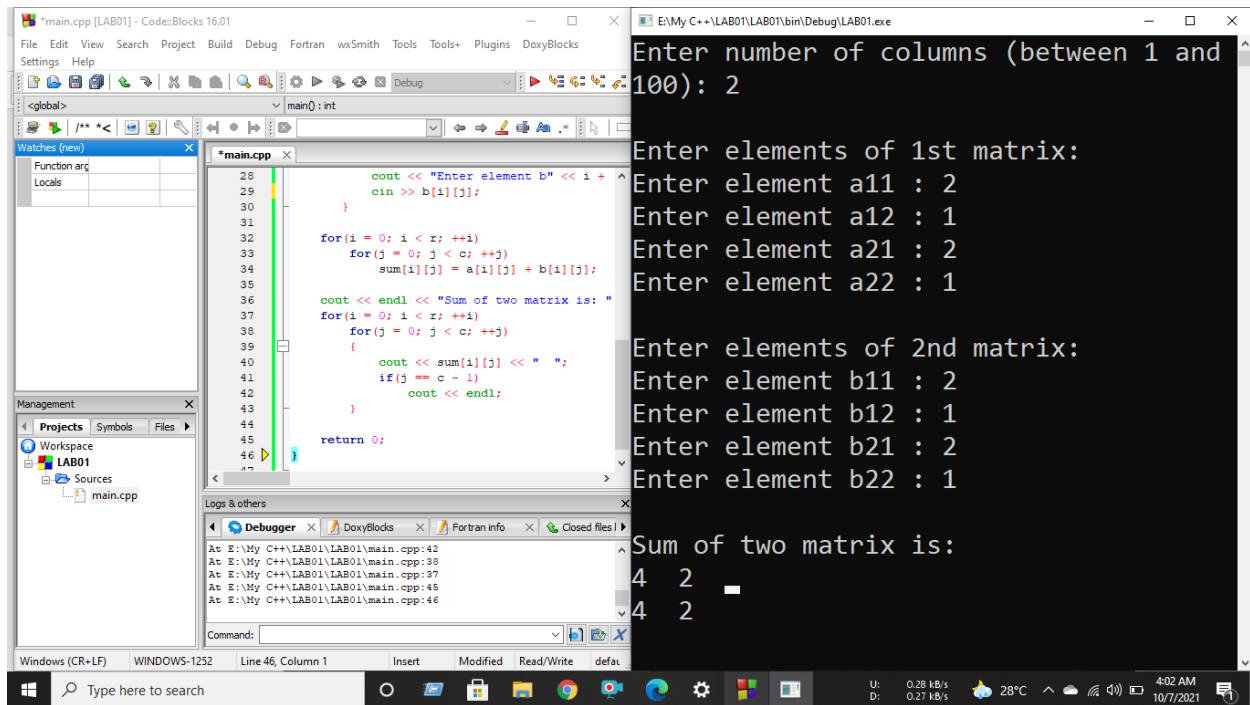 *main.cpp [LAB01] - Code::Blocks 16.01
File Edit View Search Project Build Debug Fortran wxSmith Tools Tools+ Plugins DoxyBlocks
Settings Help
Debug
<global>
main() : int
/** *<
Watches (new)
Function arg
Locals
*main.cpp
28 cout << "Enter element b" << i +
29 cin >> b[i][j];
30 }
31
32 for(i = 0; i < r; ++i)
33 for(j = 0; j < c; ++j)
34 sum[i][j] = a[i][j] + b[i][j];
35
36 cout << endl << "Sum of two matrix is: "
37 for(i = 0; i < r; ++i)
38 for(j = 0; j < c; ++j)
39 {
40 cout << sum[i][j] << "  ";
41 if(j == c - 1)
42 cout << endl;
43 }
44
45 return 0;
46 }
47
Management
Projects Symbols Files
Workspace
LAB01
Sources
main.cpp
Logs & others
Debugger DoxyBlocks Fortran info Closed files l
At E:\My C++\LAB01\LAB01\main.cpp:42
At E:\My C++\LAB01\LAB01\main.cpp:38
At E:\My C++\LAB01\LAB01\main.cpp:37
At E:\My C++\LAB01\LAB01\main.cpp:45
At E:\My C++\LAB01\LAB01\main.cpp:46
Command:
Windows (CR+LF) WINDOWS-1252 Line 46, Column 1 Insert Modified Read/Write defau
E:\My C++\LAB01\LAB01\bin\Debug\LAB01.exe
Enter number of columns (between 1 and
100): 2
Enter elements of 1st matrix:
Enter element a11 : 2
Enter element a12 : 1
Enter element a21 : 2
Enter element a22 : 1
Enter elements of 2nd matrix:
Enter element b11 : 2
Enter element b12 : 1
Enter element b21 : 2
Enter element b22 : 1
Sum of two matrix is:
4  2
4  2
Type here to search
U: 0.28 kB/s
D: 0.27 kB/s
28°C
4:02 AM
10/7/2021
1